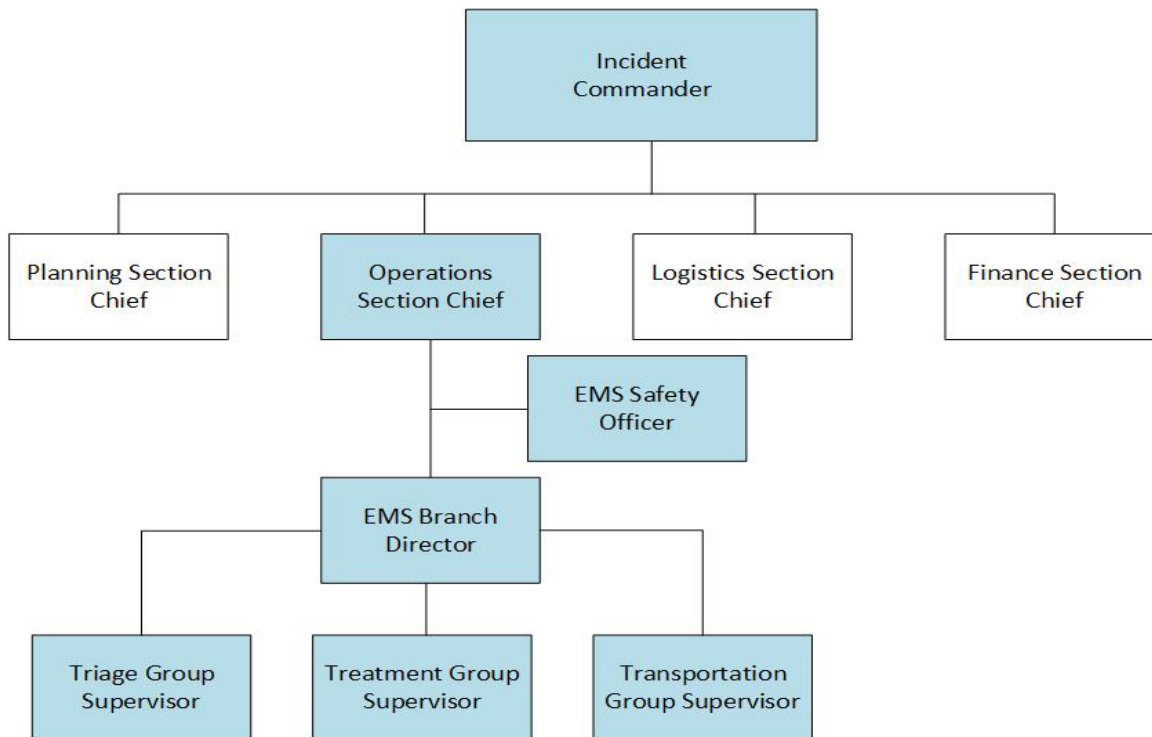 Incident
Commander
Planning Section
Chief
Operations
Section Chief
Logistics Section
Chief
Finance Section
Chief
EMS Safety
Officer
EMS Branch
Director
Triage Group
Supervisor
Treatment Group
Supervisor
Transportation
Group Supervisor